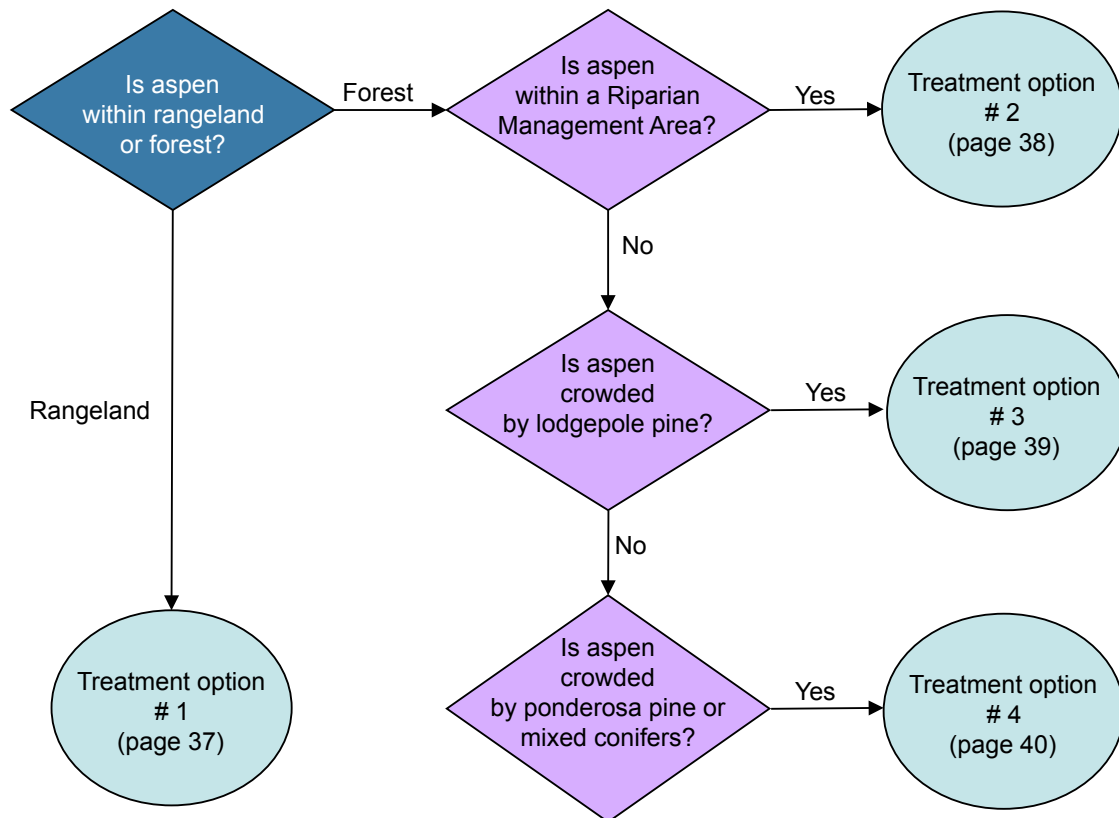 Is aspen
within rangeland
or forest?
Forest
Is aspen
within a Riparian
Management Area?
Yes
Treatment option
# 2
(page 38)
No
Rangeland
Is aspen
crowded
by lodgepole pine?
Yes
Treatment option
# 3
(page 39)
No
Treatment option
# 1
(page 37)
Is aspen
crowded
by ponderosa pine or
mixed conifers?
Yes
Treatment option
# 4
(page 40)